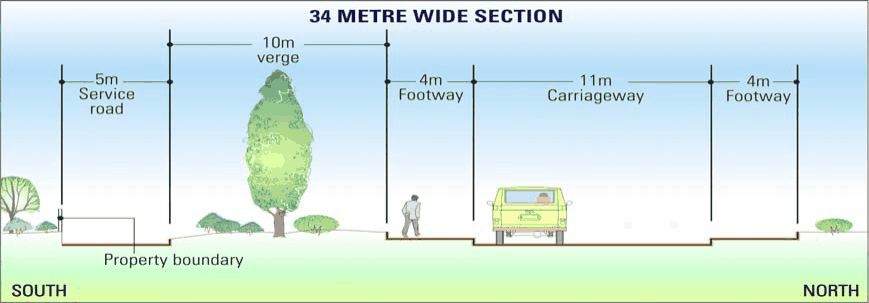 34 METRE WIDE SECTION
10m
verge
5m
Service
road
4m
Footway
11m
Carriageway
4m
Footway
Property boundary
SOUTH
NORTH